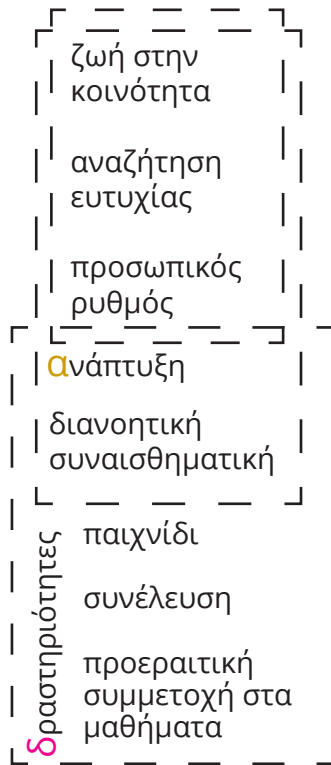 ζωή στην
κοινότητα
αναζήτηση
ευτυχίας
προσωπικός
ρυθμός
ανάπτυξη
διανοητική
συναισθηματική
δραστηριότητες
παιχνίδι
συνέλευση
προεραιτική
συμμετοχή στα
μαθήματα